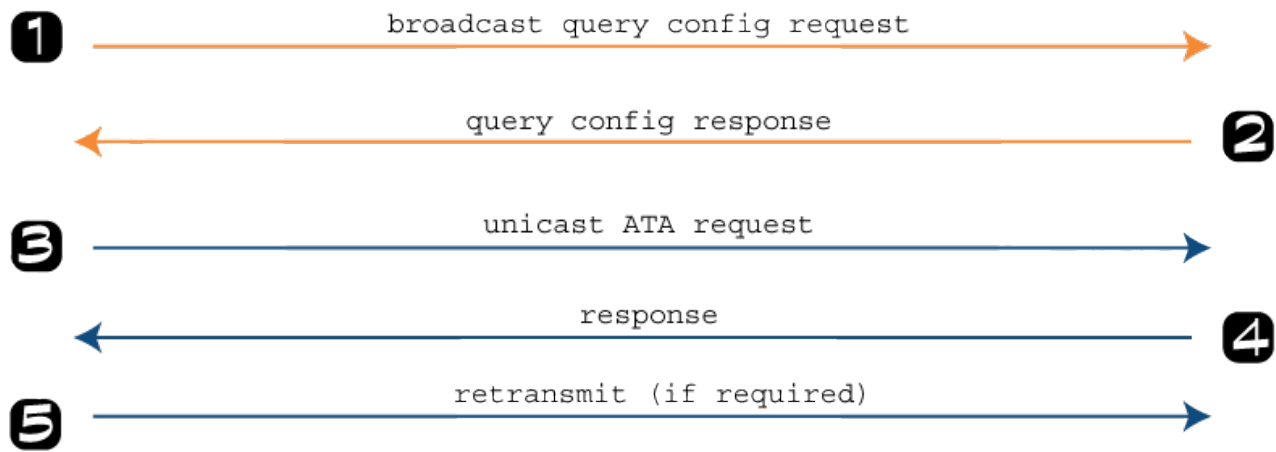 1 broadcast query config request
query config response 2
3 unicast ATA request
response 4
5 retransmit (if required)